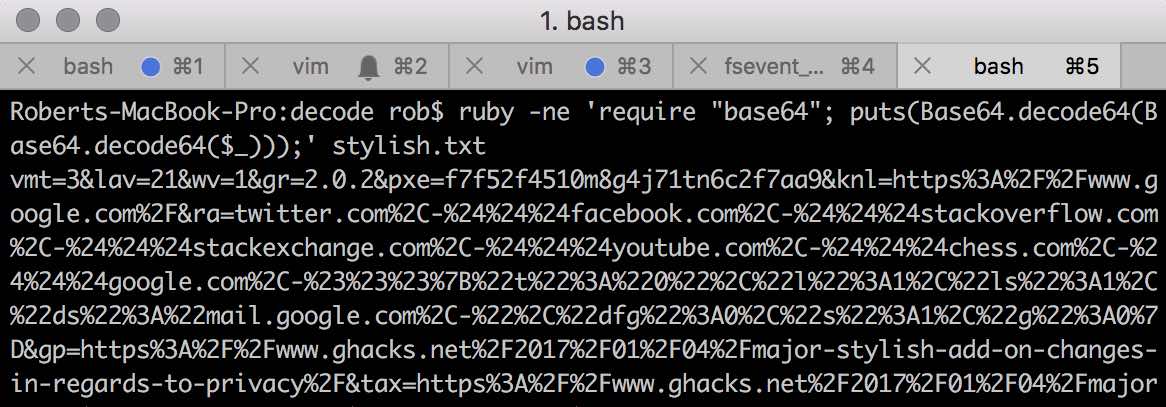 1. bash
bash ⌘1 vim ⌘2 vim ⌘3 fsevent_... ⌘4 bash ⌘5
Roberts-MacBook-Pro:decode rob$ ruby -ne 'require "base64"; puts(Base64.decode64(B
ase64.decode64($_)));' stylish.txt
vmt=3&lav=21&wv=1&gr=2.0.2&pxe=f7f52f4510m8g4j71tn6c2f7aa9&knl=https%3A%2F%2Fwww.g
oogle.com%2F&ra=twitter.com%2C-%24%24%24facebook.com%2C-%24%24%24stackoverflow.com
%2C-%24%24%24stackexchange.com%2C-%24%24%24youtube.com%2C-%24%24%24chess.com%2C-%2
4%24%24google.com%2C-%23%23%23%7B%22t%22%3A%220%22%2C%22l%22%3A1%2C%22ls%22%3A1%2C
%22ds%22%3A%22mail.google.com%2C-%22%2C%22dfg%22%3A0%2C%22s%22%3A1%2C%22g%22%3A0%7
D&gp=https%3A%2F%2Fwww.ghacks.net%2F2017%2F01%2F04%2Fmajor-stylish-add-on-changes-
in-regards-to-privacy%2F&tax=https%3A%2F%2Fwww.ghacks.net%2F2017%2F01%2F04%2Fmajor